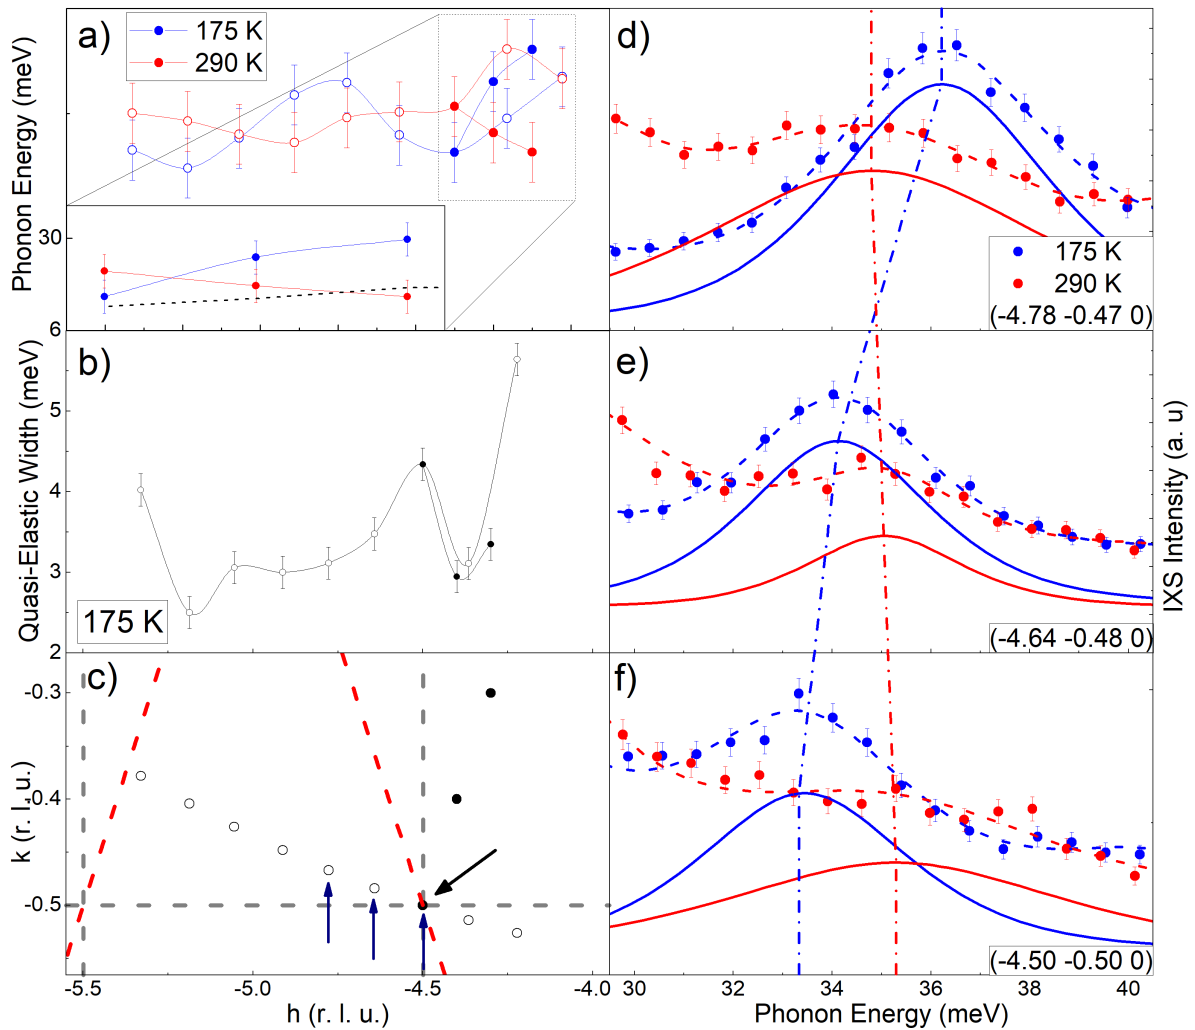 a)
175 K
290 K
Phonon Energy (meV)
30
6
b)
5
4
3
2
Quasi-Elastic Width (meV)
175 K
c)
-0.3
-0.4
-0.5
k (r. l. u.)
-5.5
-5.0
-4.5
-4.0
h (r. l. u.)
d)
175 K
290 K
(-4.78 -0.47 0)
e)
(-4.64 -0.48 0)
IXS Intensity (a. u)
f)
(-4.50 -0.50 0)
30
32
34
36
38
40
Phonon Energy (meV)